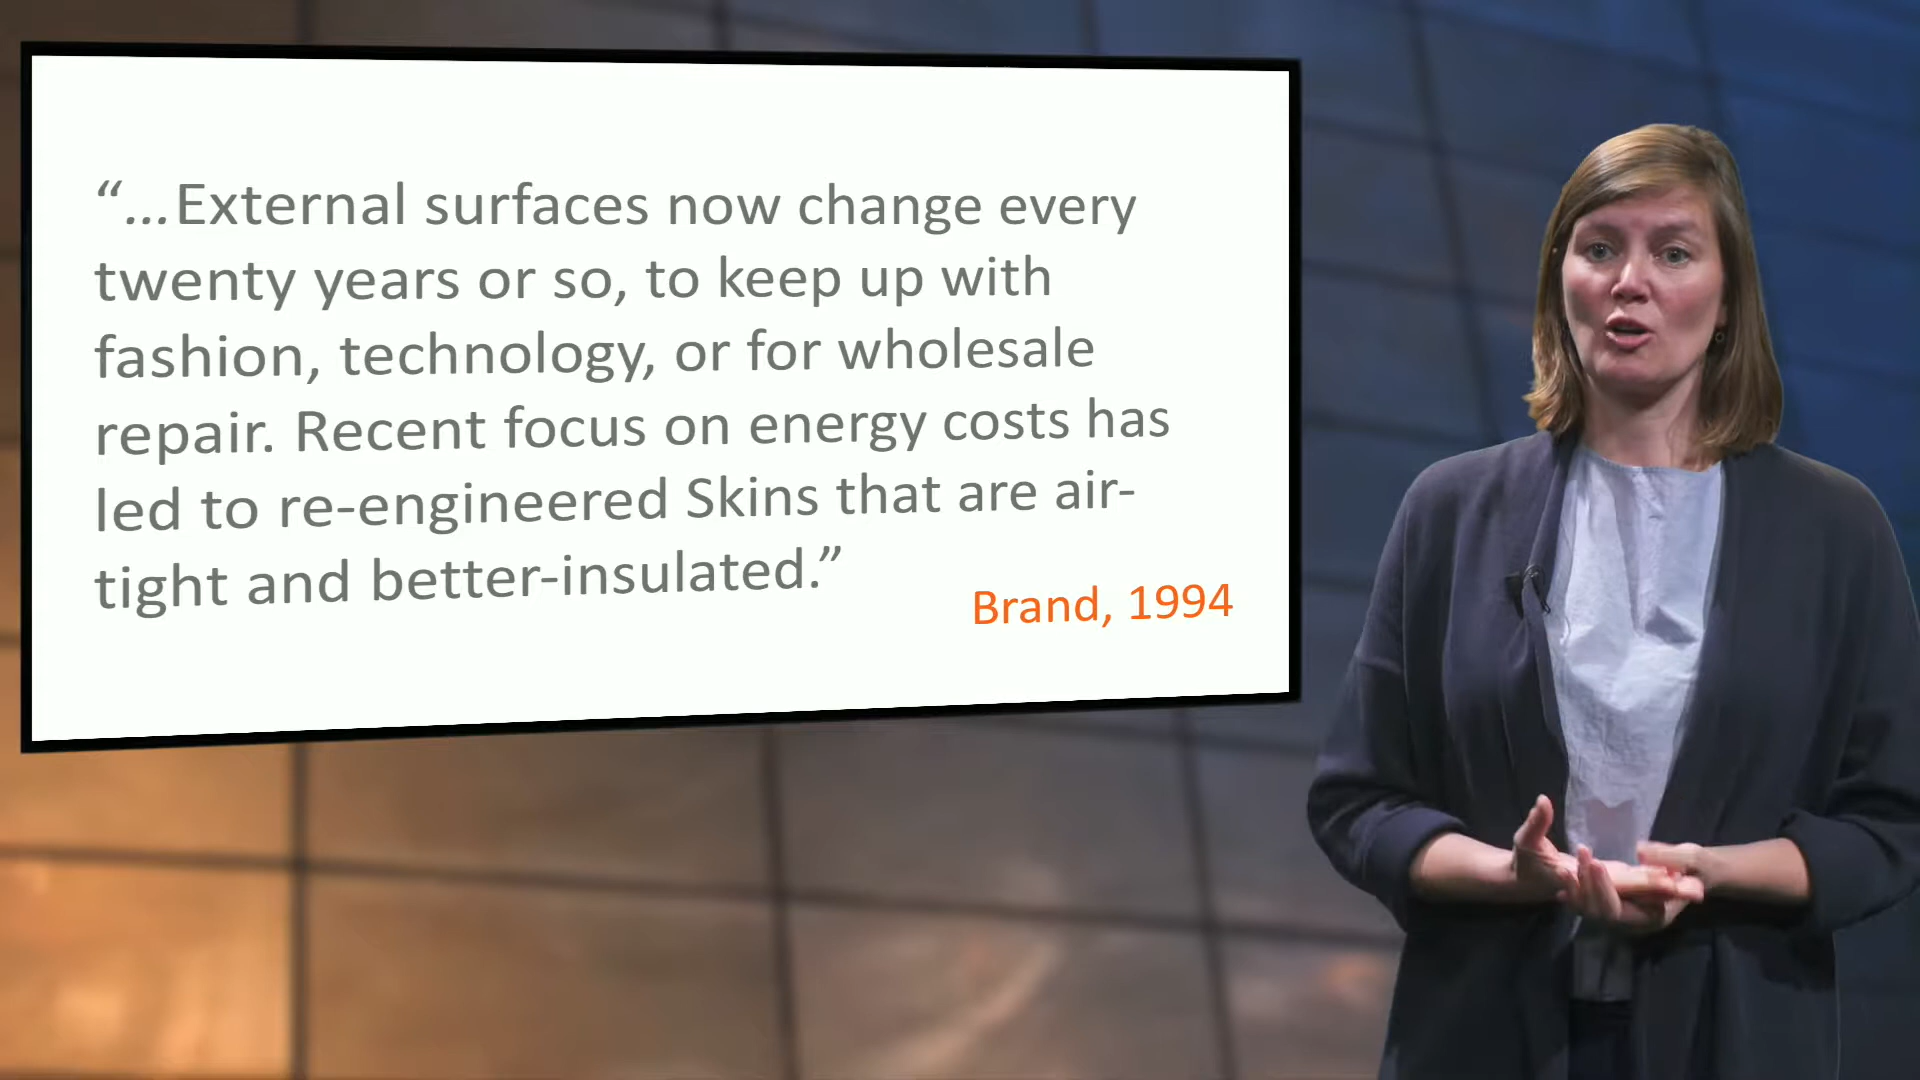 “...External surfaces now change every
twenty years or so, to keep up with
fashion, technology, or for wholesale
repair. Recent focus on energy costs has
led to re-engineered Skins that are air-
tight and better-insulated.”
Brand, 1994